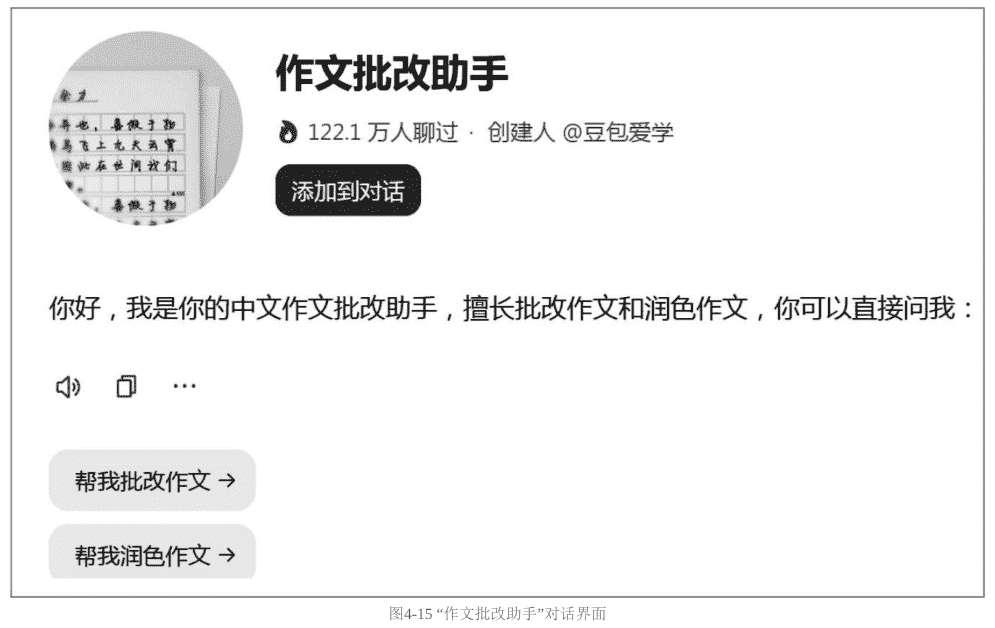 作文批改助手
122.1 万人聊过 · 创建人 @豆包爱学
添加到对话
你好，我是你的中文作文批改助手，擅长批改作文和润色作文，你可以直接问我：
帮我批改作文 →
帮我润色作文 →
图4-15 “作文批改助手”对话界面